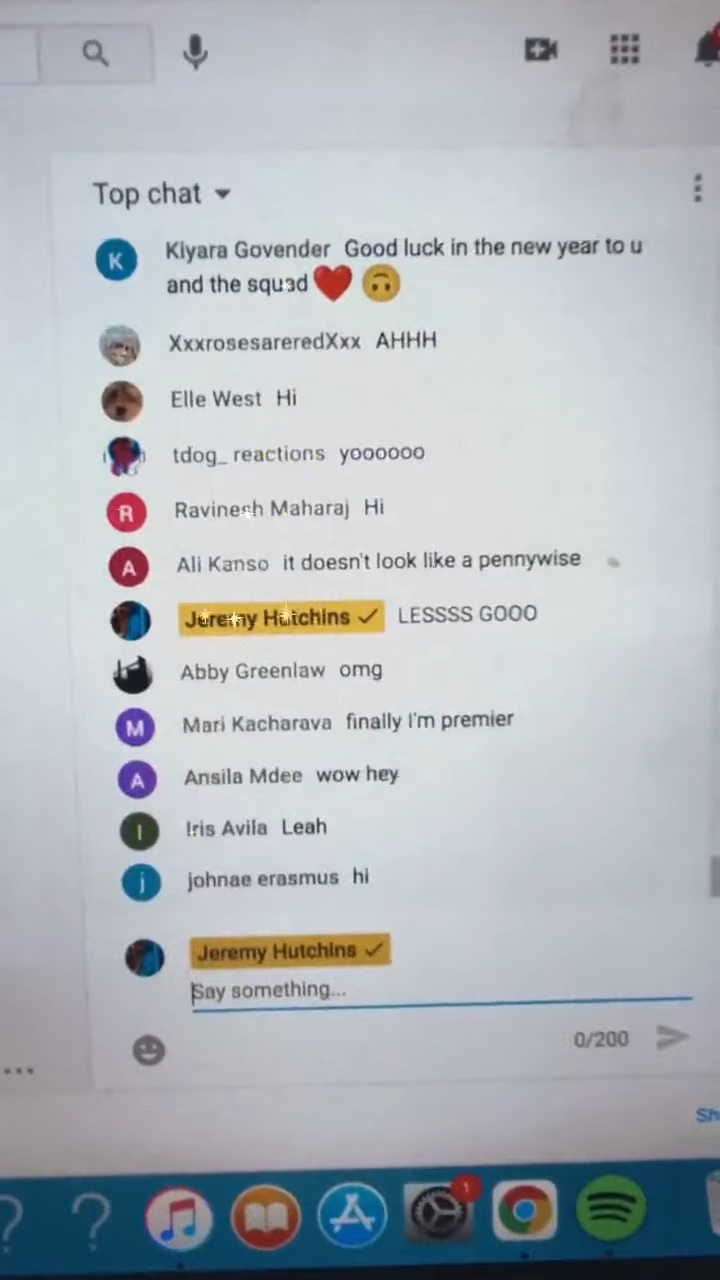 Top chat
K Kiyara Govender Good luck in the new year to u
and the squad ❤️ 🙃
XxxrosesareredXxx AHHH
Elle West Hi
tdog_ reactions yoooooo
R Ravinesh Maharaj Hi
A Ali Kanso it doesn't look like a pennywise
Jeremy Hutchins ✓ LESSSS GOOO
Abby Greenlaw omg
M Mari Kacharava finally I'm premier
A Ansila Mdee wow hey
I Iris Avila Leah
j johnae erasmus hi
Jeremy Hutchins ✓
Say something...
0/200
1